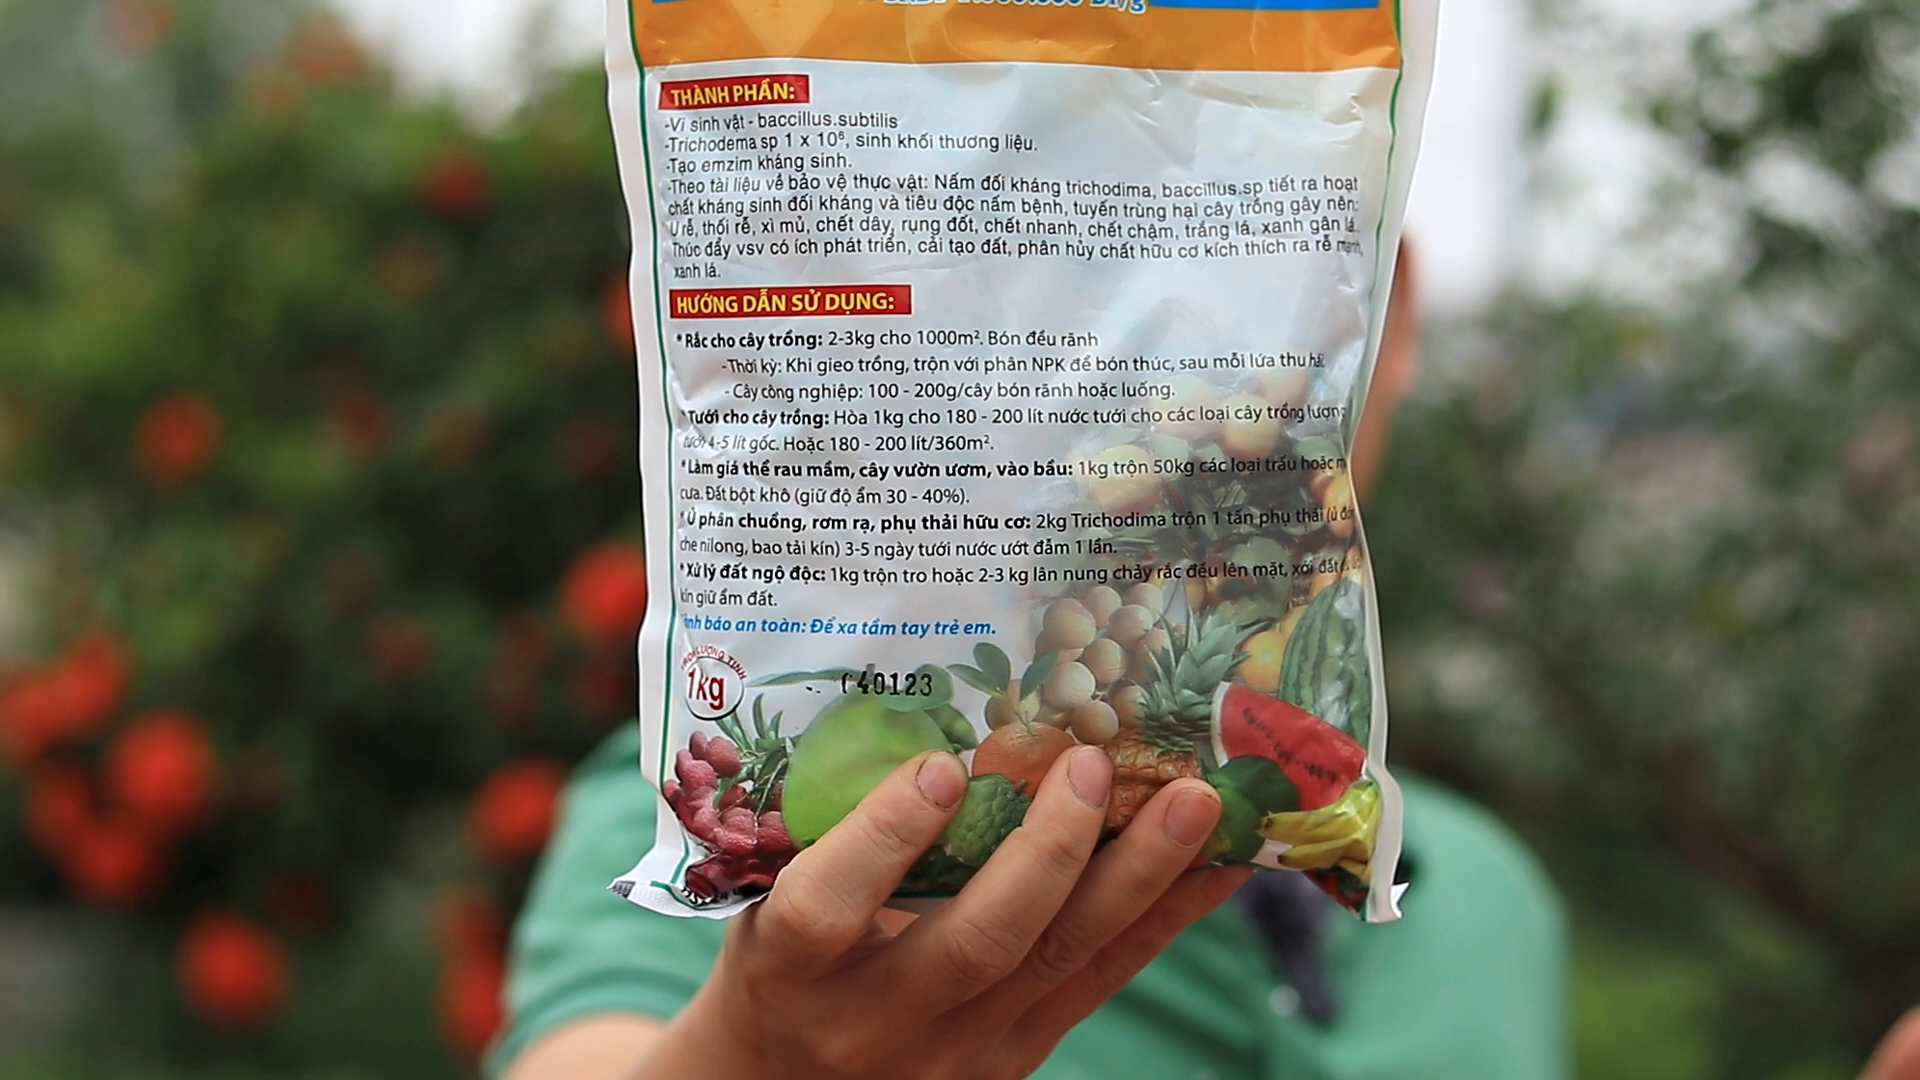 THÀNH PHẦN:
-Vi sinh vật - baccillus.subtilis
-Trichodema sp 1 x 10⁶, sinh khối thương liệu.
-Tạo emzim kháng sinh.
-Theo tài liệu về bảo vệ thực vật: Nấm đối kháng trichodima, baccillus.sp tiết ra hoạt
chất kháng sinh đối kháng và tiêu độc nấm bệnh, tuyến trùng hại cây trồng gây nên:
U rễ, thối rễ, xì mủ, chết dây, rụng đốt, chết nhanh, chết chậm, trắng lá, xanh gân lá.
Thúc đẩy vsv có ích phát triển, cải tạo đất, phân hủy chất hữu cơ kích thích ra rễ mạnh,
xanh lá.
HƯỚNG DẪN SỬ DỤNG:
* Rắc cho cây trồng: 2-3kg cho 1000m². Bón đều rãnh
-Thời kỳ: Khi gieo trồng, trộn với phân NPK để bón thúc, sau mỗi lứa thu hái.
- Cây công nghiệp: 100 - 200g/cây bón rãnh hoặc luống.
*Tưới cho cây trồng: Hòa 1kg cho 180 - 200 lít nước tưới cho các loại cây trồng lượng
tưới 4-5 lít gốc. Hoặc 180 - 200 lít/360m².
*Làm giá thể rau mầm, cây vườn ươm, vào bầu: 1kg trộn 50kg các loại trấu hoặc
cưa. Đất bột khô (giữ độ ẩm 30 - 40%).
*Ủ phân chuồng, rơm rạ, phụ thải hữu cơ: 2kg Trichodima trộn 1 tấn phụ thải (ủ
che nilong, bao tải kín) 3-5 ngày tưới nước ướt đẫm 1 lần.
*Xử lý đất ngộ độc: 1kg trộn tro hoặc 2-3 kg lân nung chảy rắc đều lên mặt, xới đất
kín giữ ẩm đất.
báo an toàn: Để xa tầm tay trẻ em.
TRỌNG LƯỢNG TỊNH
1kg
040123